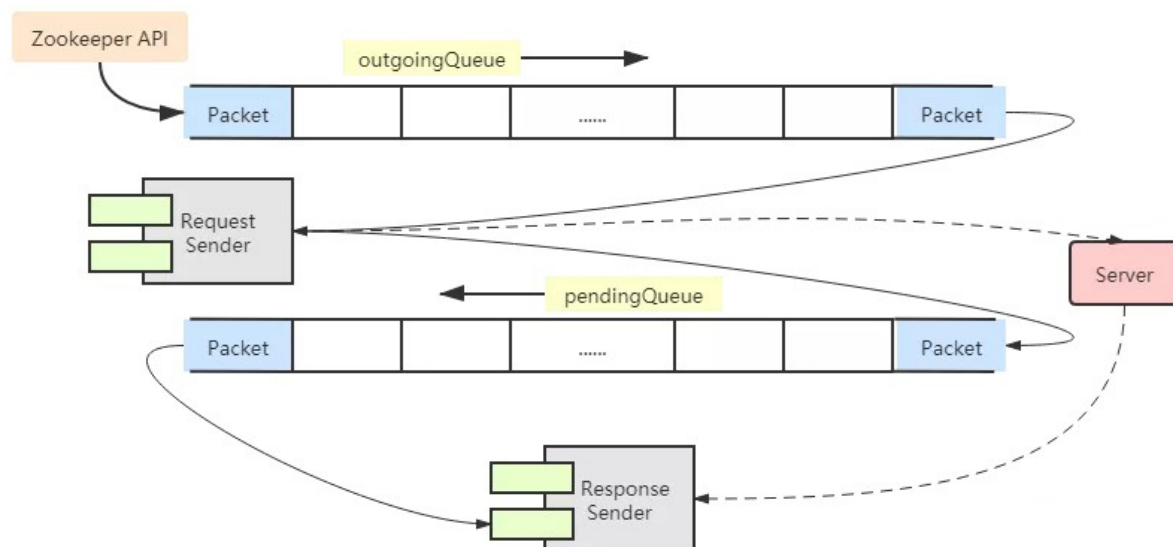 Zookeeper API
outgoingQueue
Packet
......
Packet
Request
Sender
Server
pendingQueue
Packet
......
Packet
Response
Sender